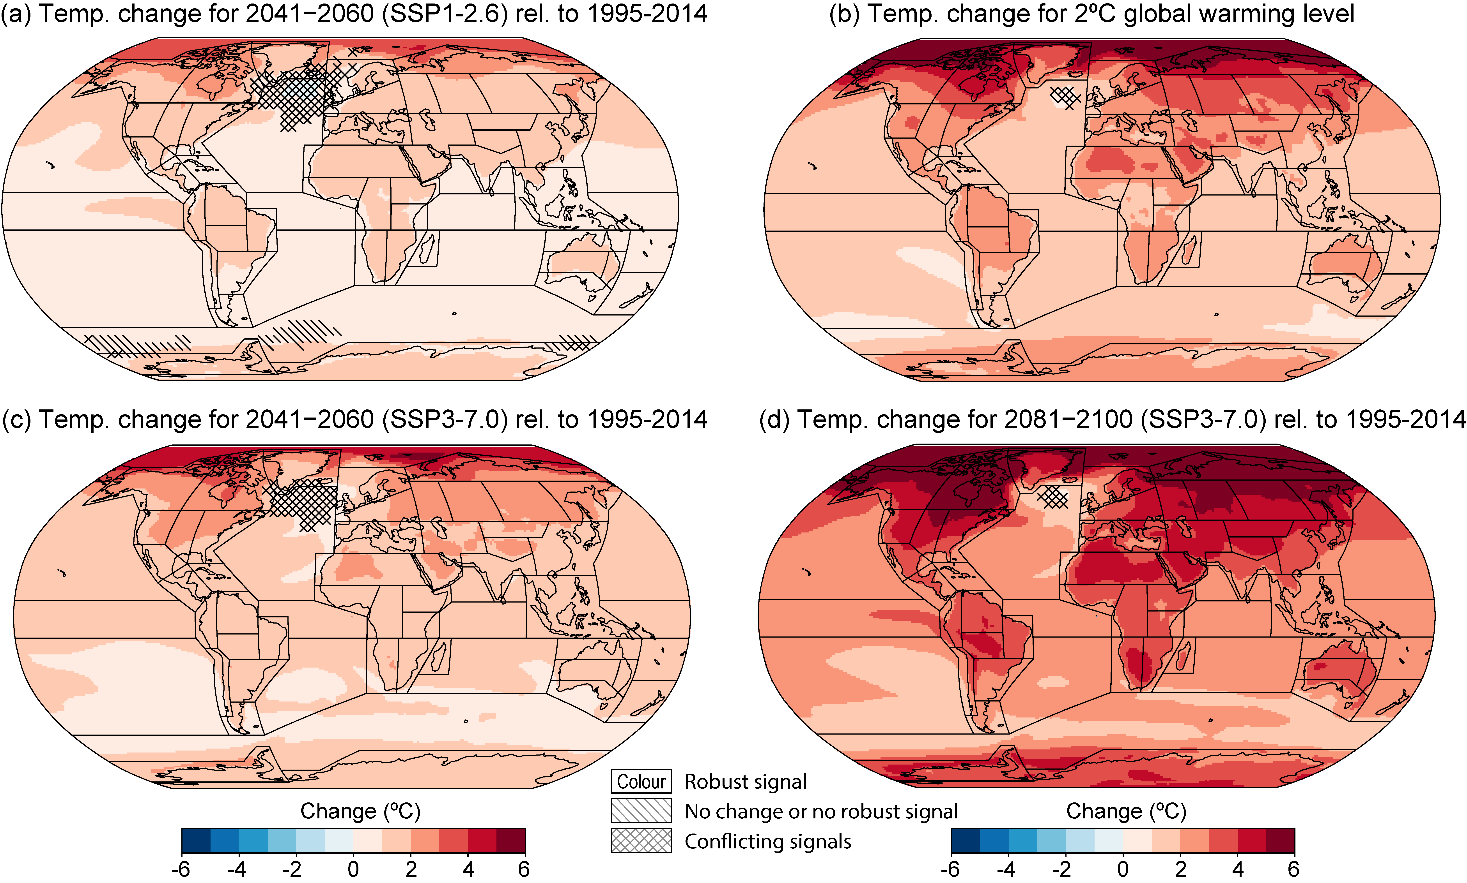 (a) Temp. change for 2041−2060 (SSP1-2.6) rel. to 1995-2014
(b) Temp. change for 2ºC global warming level
(c) Temp. change for 2041−2060 (SSP3-7.0) rel. to 1995-2014
(d) Temp. change for 2081−2100 (SSP3-7.0) rel. to 1995-2014
Colour Robust signal
No change or no robust signal
Conflicting signals
Change (ºC)
-6 -4 -2 0 2 4 6
Change (ºC)
-6 -4 -2 0 2 4 6